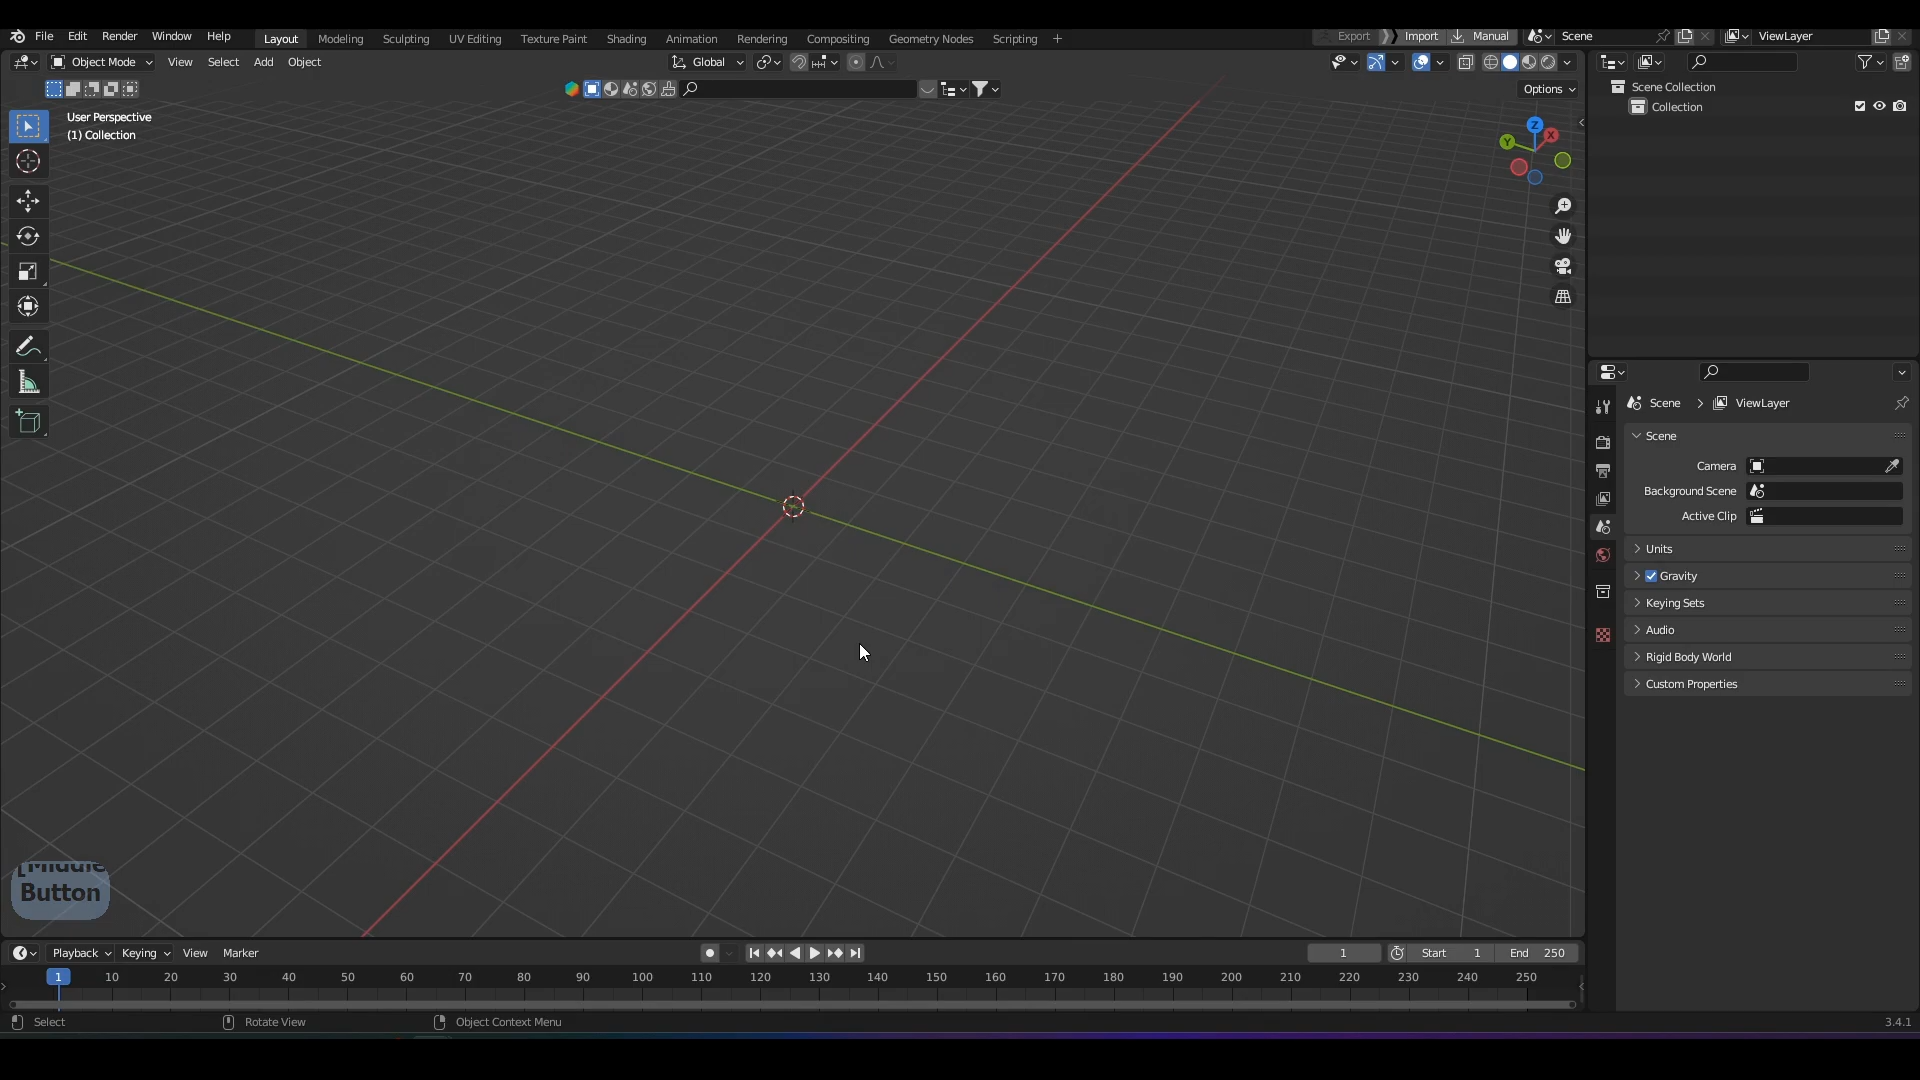 File Edit Render Window Help Layout Modeling Sculpting UV Editing Texture Paint Shading Animation Rendering Compositing Geometry Nodes Scripting + Export Import Manual Scene ViewLayer
Object Mode View Select Add Object Global
Options
User Perspective
(1) Collection
Z
X
Y
Scene Collection
Collection
Scene > ViewLayer
Scene
Camera
Background Scene
Active Clip
Units
Gravity
Keying Sets
Audio
Rigid Body World
Custom Properties
[Middle
Button
Playback Keying View Marker 1 Start 1 End 250
1 10 20 30 40 50 60 70 80 90 100 110 120 130 140 150 160 170 180 190 200 210 220 230 240 250
Select Rotate View Object Context Menu 3.4.1